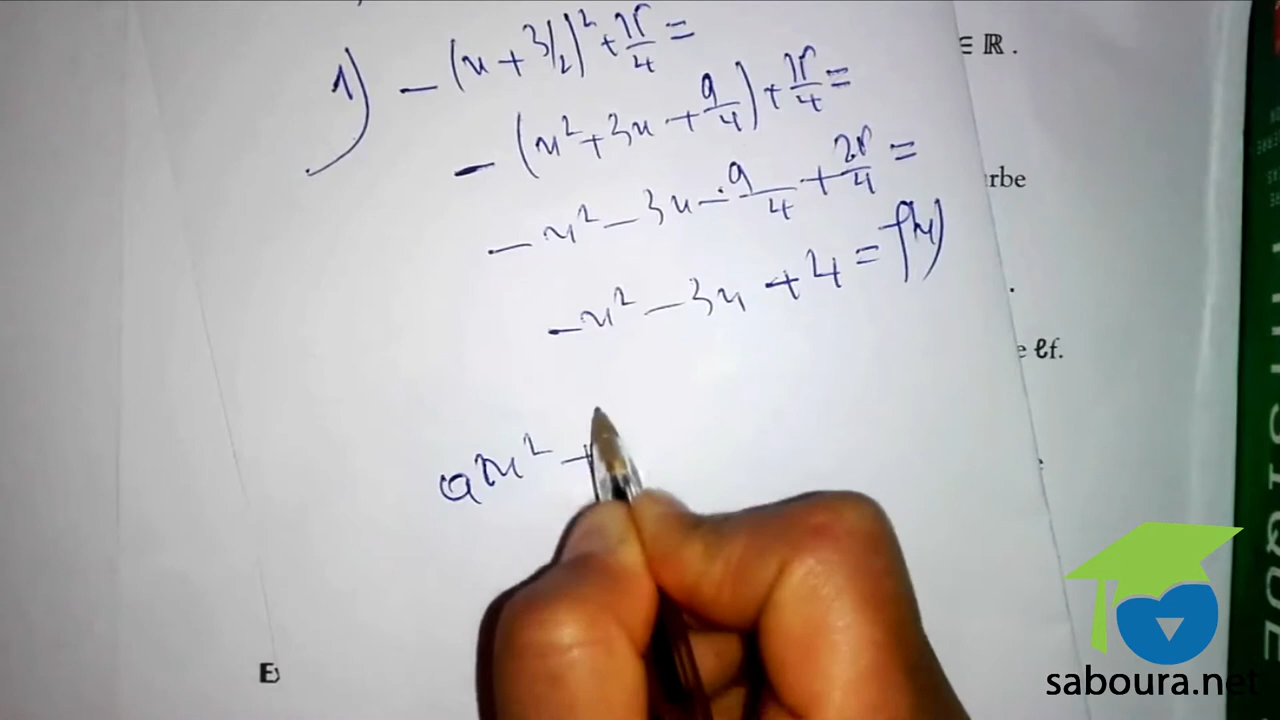 1) -(x + 3/2)² + 25/4 =
-(x² + 3x + 9/4) + 25/4 =
-x² - 3x - 9/4 + 25/4 =
-x² - 3x + 4 = f(x)
ax² +
∈ ℝ.
rbe
e ℓf.
E
saboura.net